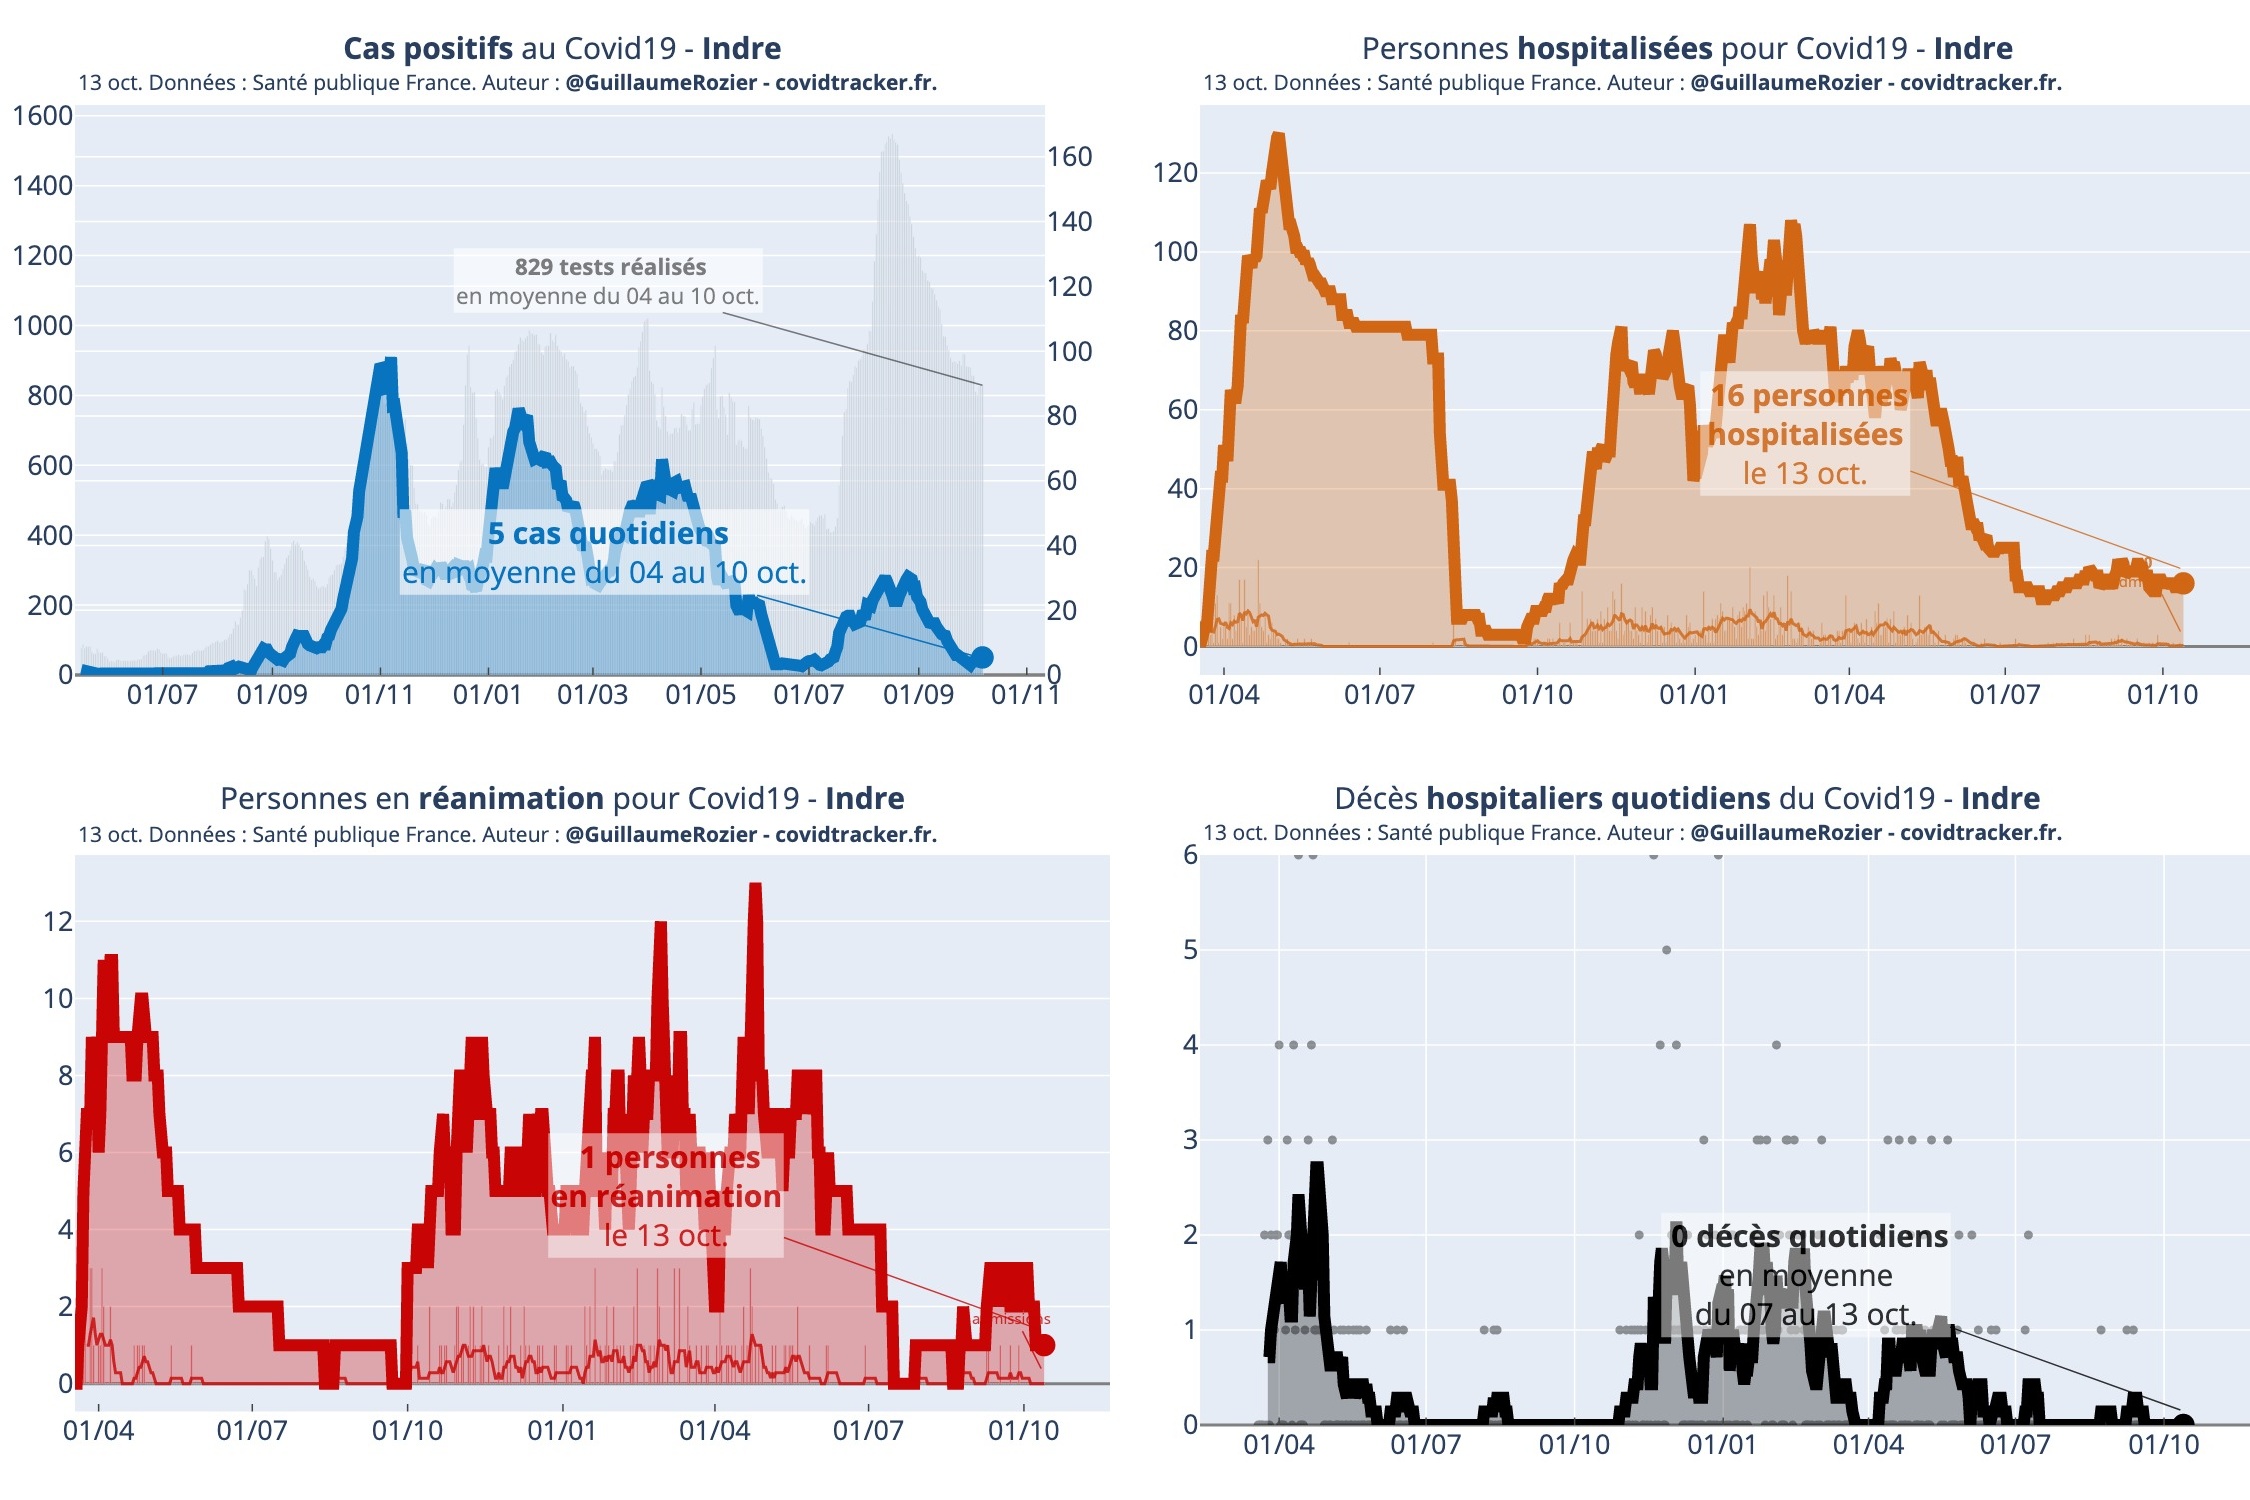 Cas positifs au Covid19 - Indre
13 oct. Données : Santé publique France. Auteur : @GuillaumeRozier - covidtracker.fr.
1600
1400
1200
1000
800
600
400
200
0
160
140
120
100
80
60
40
20
0
829 tests réalisés
en moyenne du 04 au 10 oct.
5 cas quotidiens
en moyenne du 04 au 10 oct.
01/07 01/09 01/11 01/01 01/03 01/05 01/07 01/09 01/11
Personnes hospitalisées pour Covid19 - Indre
13 oct. Données : Santé publique France. Auteur : @GuillaumeRozier - covidtracker.fr.
120
100
80
60
40
20
0
16 personnes
hospitalisées
le 13 oct.
01/04 01/07 01/10 01/01 01/04 01/07 01/10
Personnes en réanimation pour Covid19 - Indre
13 oct. Données : Santé publique France. Auteur : @GuillaumeRozier - covidtracker.fr.
12
10
8
6
4
2
0
1 personnes
en réanimation
le 13 oct.
admissions
01/04 01/07 01/10 01/01 01/04 01/07 01/10
Décès hospitaliers quotidiens du Covid19 - Indre
13 oct. Données : Santé publique France. Auteur : @GuillaumeRozier - covidtracker.fr.
6
5
4
3
2
1
0
0 décès quotidiens
en moyenne
du 07 au 13 oct.
01/04 01/07 01/10 01/01 01/04 01/07 01/10